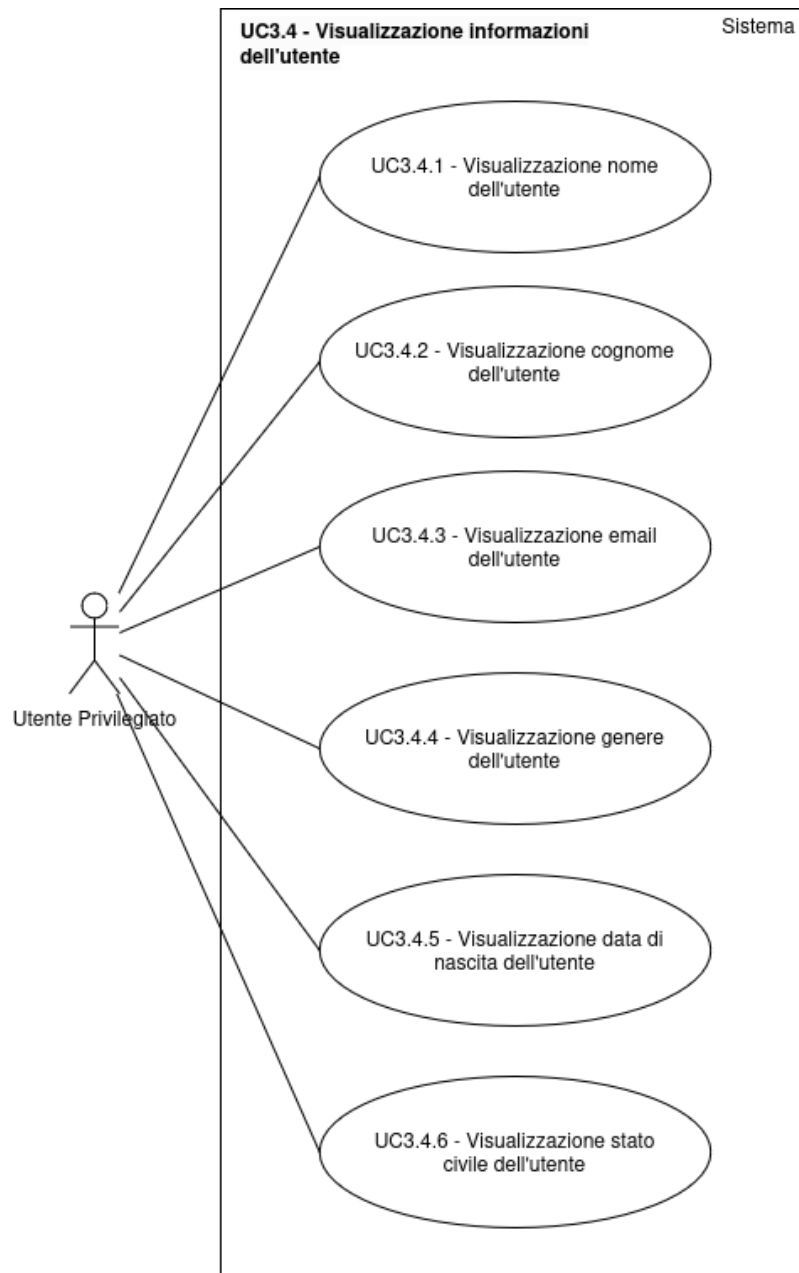 UC3.4 - Visualizzazione informazioni
dell'utente
Sistema
UC3.4.1 - Visualizzazione nome
dell'utente
UC3.4.2 - Visualizzazione cognome
dell'utente
UC3.4.3 - Visualizzazione email
dell'utente
Utente Privilegiato
UC3.4.4 - Visualizzazione genere
dell'utente
UC3.4.5 - Visualizzazione data di
nascita dell'utente
UC3.4.6 - Visualizzazione stato
civile dell'utente